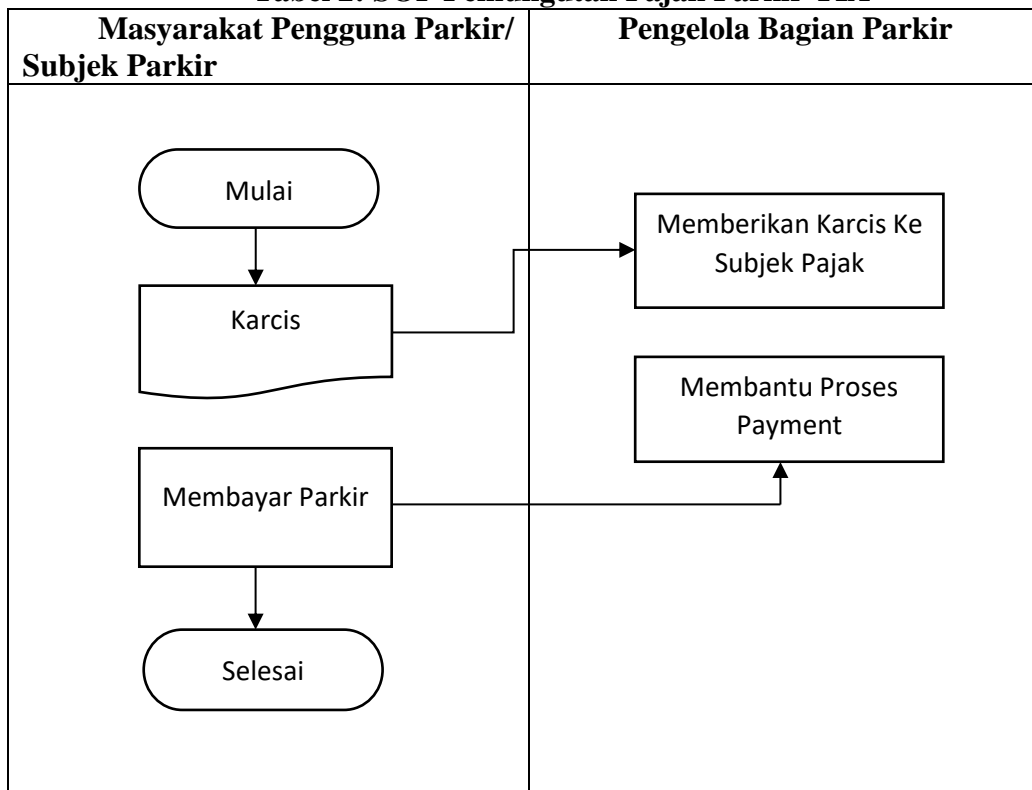 Masyarakat Pengguna Parkir/
Subjek Parkir
Pengelola Bagian Parkir
Mulai
Memberikan Karcis Ke
Subjek Pajak
Karcis
Membantu Proses
Payment
Membayar Parkir
Selesai